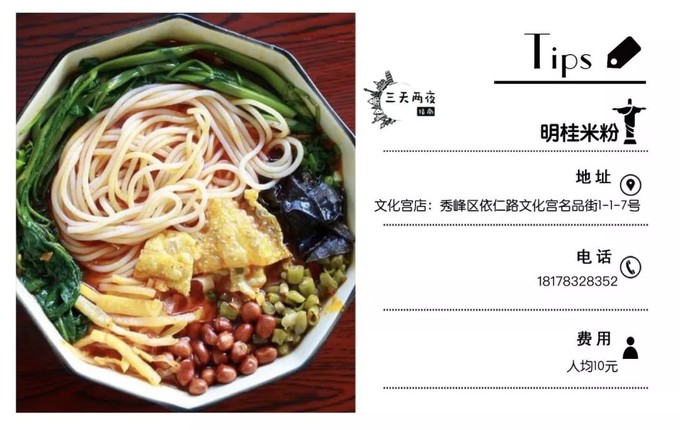 Tips
三天两夜
指南
明桂米粉
地址
文化宫店：秀峰区依仁路文化宫名品街1-1-7号
电话
18178328352
费用
人均10元